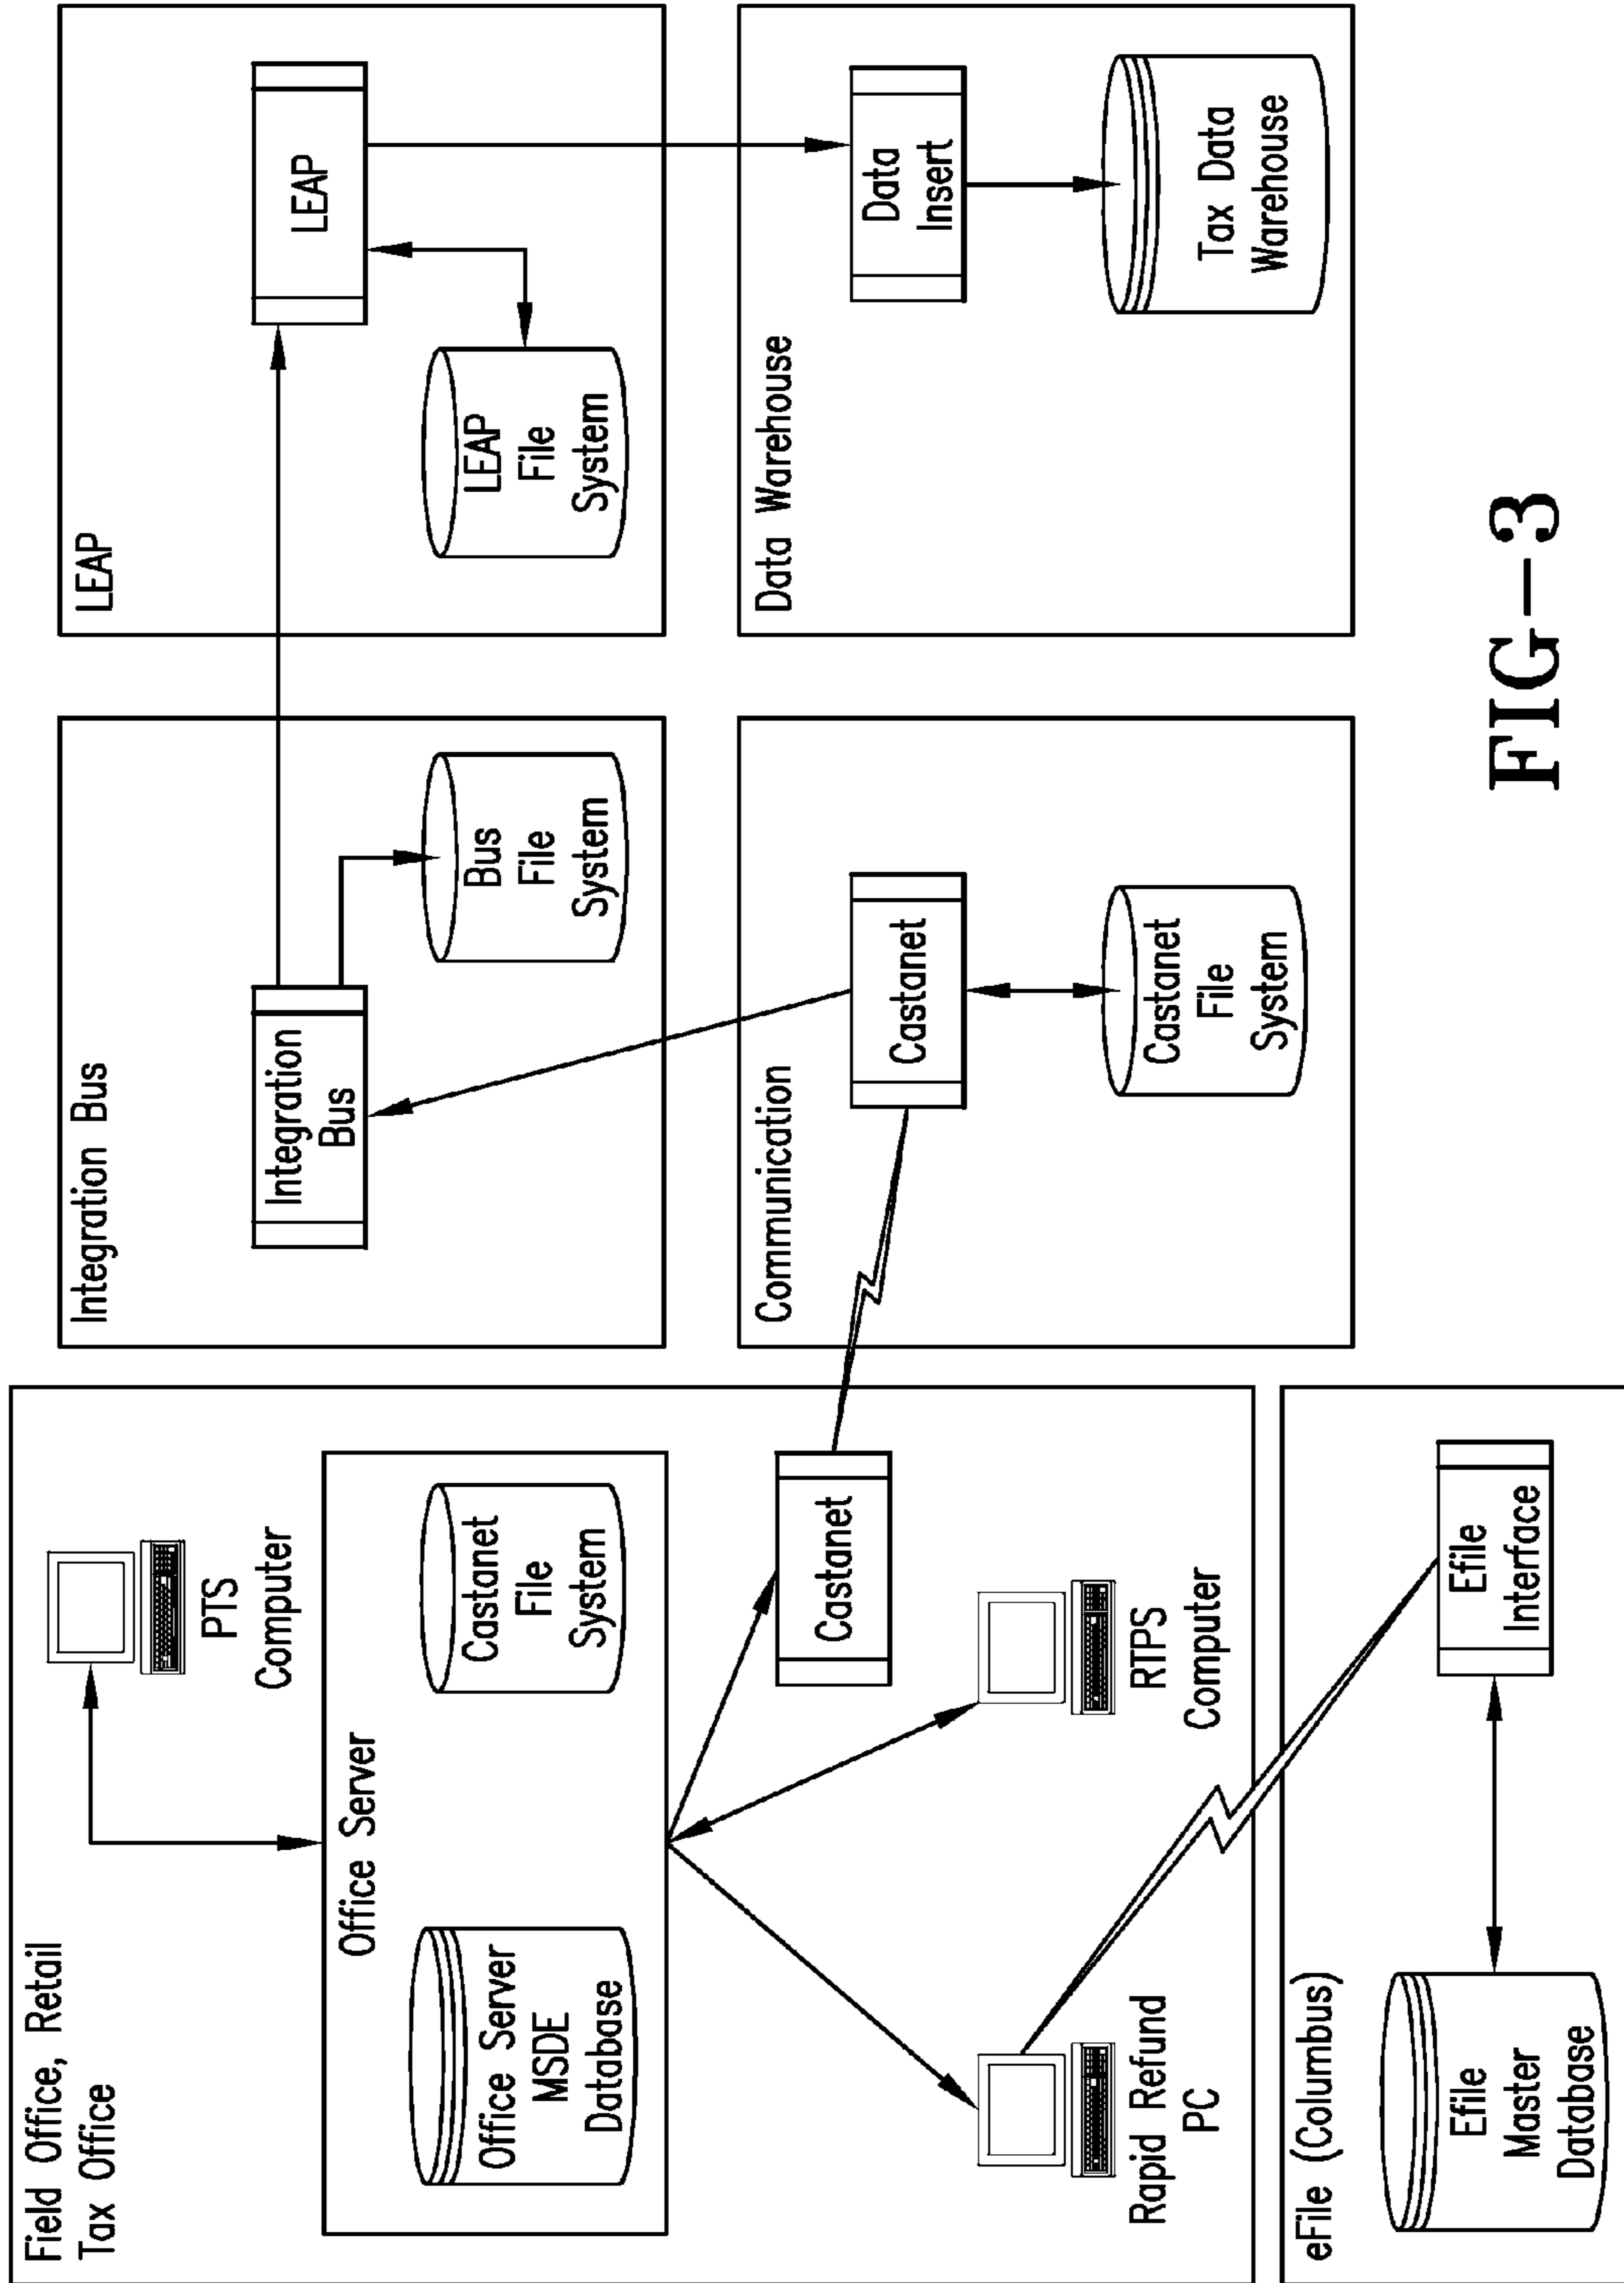 Field Office, Retail
Tax Office
PTS
Computer
Office Server
Office Server
MSDE
Database
Castanet
File
System
Castanet
Rapid Refund
PC
RTPS
Computer
eFile (Columbus)
Efile
Master
Database
Efile
Interface
Integration Bus
Integration
Bus
Bus
File
System
Communication
Castanet
Castanet
File
System
LEAP
LEAP
LEAP
File
System
Data Warehouse
Data
Insert
Tax Data
Warehouse
FIG-3